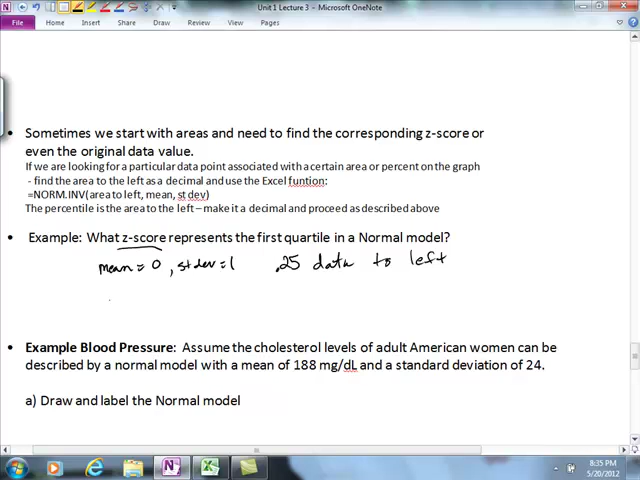 Unit 1 Lecture 3 - Microsoft OneNote
File Home Insert Share Draw Review View
• Sometimes we start with areas and need to find the corresponding z-score or
even the original data value.
If we are looking for a particular data point associated with a certain area or percent on the graph
- find the area to the left as a decimal and use the Excel funtion:
=NORM.INV(area to left, mean, st dev)
The percentile is the area to the left – make it a decimal and proceed as described above
• Example: What z-score represents the first quartile in a Normal model?
mean = 0, st dev = 1 .25 data to left
• Example Blood Pressure: Assume the cholesterol levels of adult American women can be
described by a normal model with a mean of 188 mg/dL and a standard deviation of 24.
a) Draw and label the Normal model
8:35 PM
5/20/2012